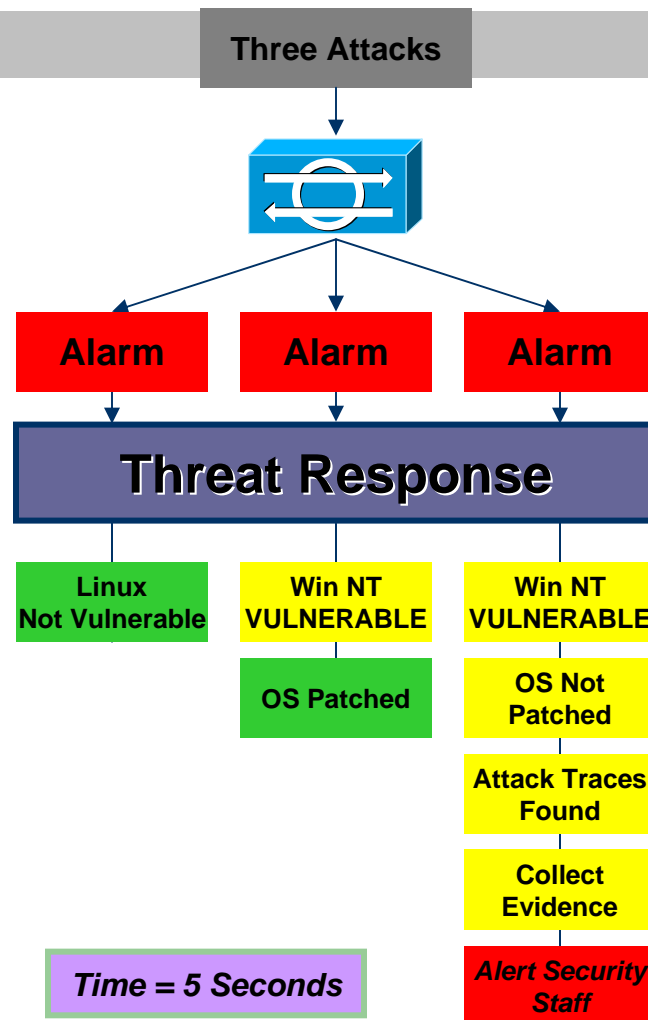 Three Attacks
Alarm
Alarm
Alarm
Threat Response
Linux
Not Vulnerable
Win NT
VULNERABLE
Win NT
VULNERABLE
OS Patched
OS Not
Patched
Attack Traces
Found
Collect
Evidence
Time = 5 Seconds
Alert Security
Staff